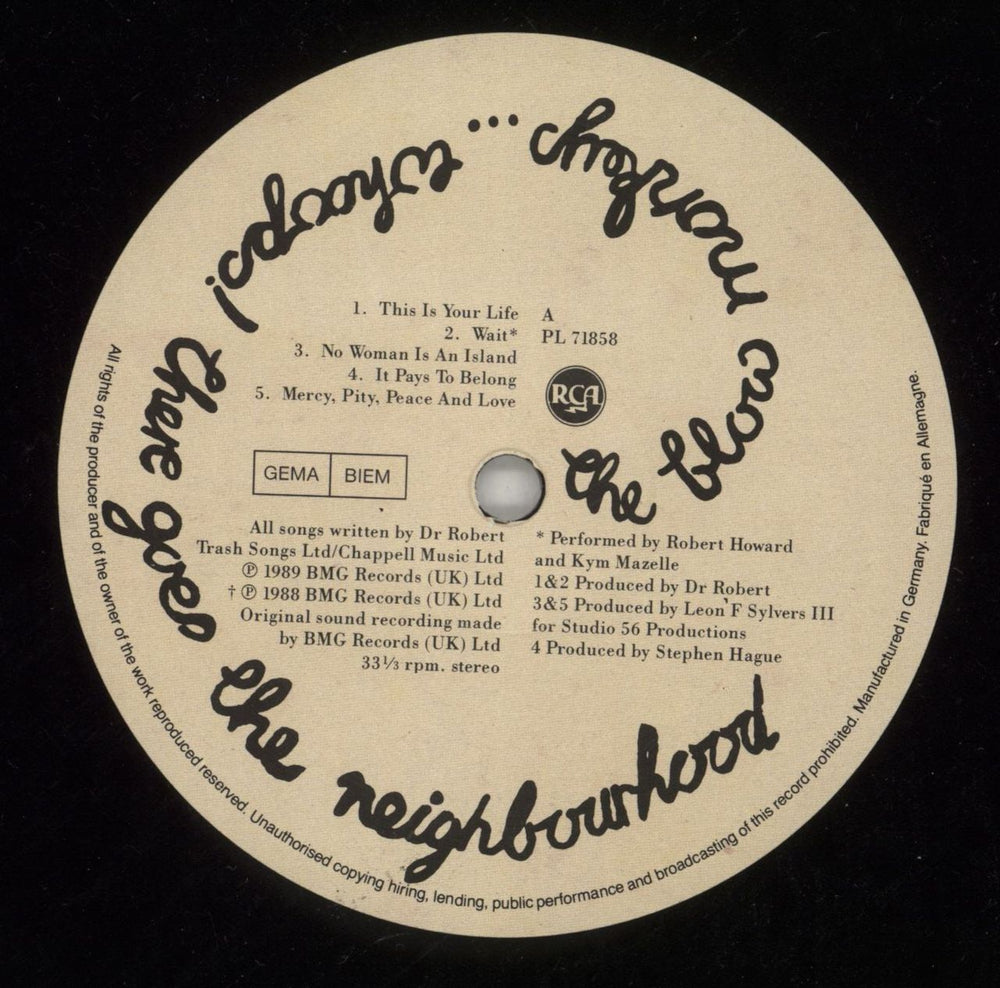 the blow monkeys ... whoops! there goes the neighbourhood
1. This Is Your Life
2. Wait*
3. No Woman Is An Island
4. It Pays To Belong
5. Mercy, Pity, Peace And Love
A
PL 71858
RCA
GEMA BIEM
All songs written by Dr Robert
Trash Songs Ltd/Chappell Music Ltd
Ⓟ 1989 BMG Records (UK) Ltd
† Ⓟ 1988 BMG Records (UK) Ltd
Original sound recording made
by BMG Records (UK) Ltd
33⅓ rpm. stereo
* Performed by Robert Howard
and Kym Mazelle
1&2 Produced by Dr Robert
3&5 Produced by Leon F Sylvers III
for Studio 56 Productions
4 Produced by Stephen Hague
All rights of the producer and of the owner of the work reproduced reserved. Unauthorised copying hiring, lending, public performance and broadcasting of this record prohibited. Manufactured in Germany. Fabriqué en Allemagne.